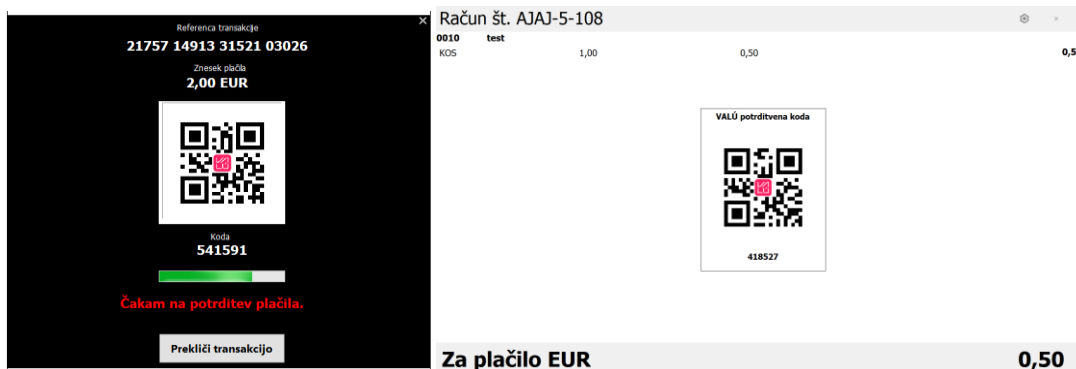 Referenca transakcije
21757 14913 31521 03026
Znesek plačila
2,00 EUR
Koda
541591
Čakam na potrditev plačila.
Prekliči transakcijo
Račun št. AJAJ-5-108
0010 test
KOS 1,00 0,50 0,5
VALÚ potrditvena koda
418527
Za plačilo EUR 0,50